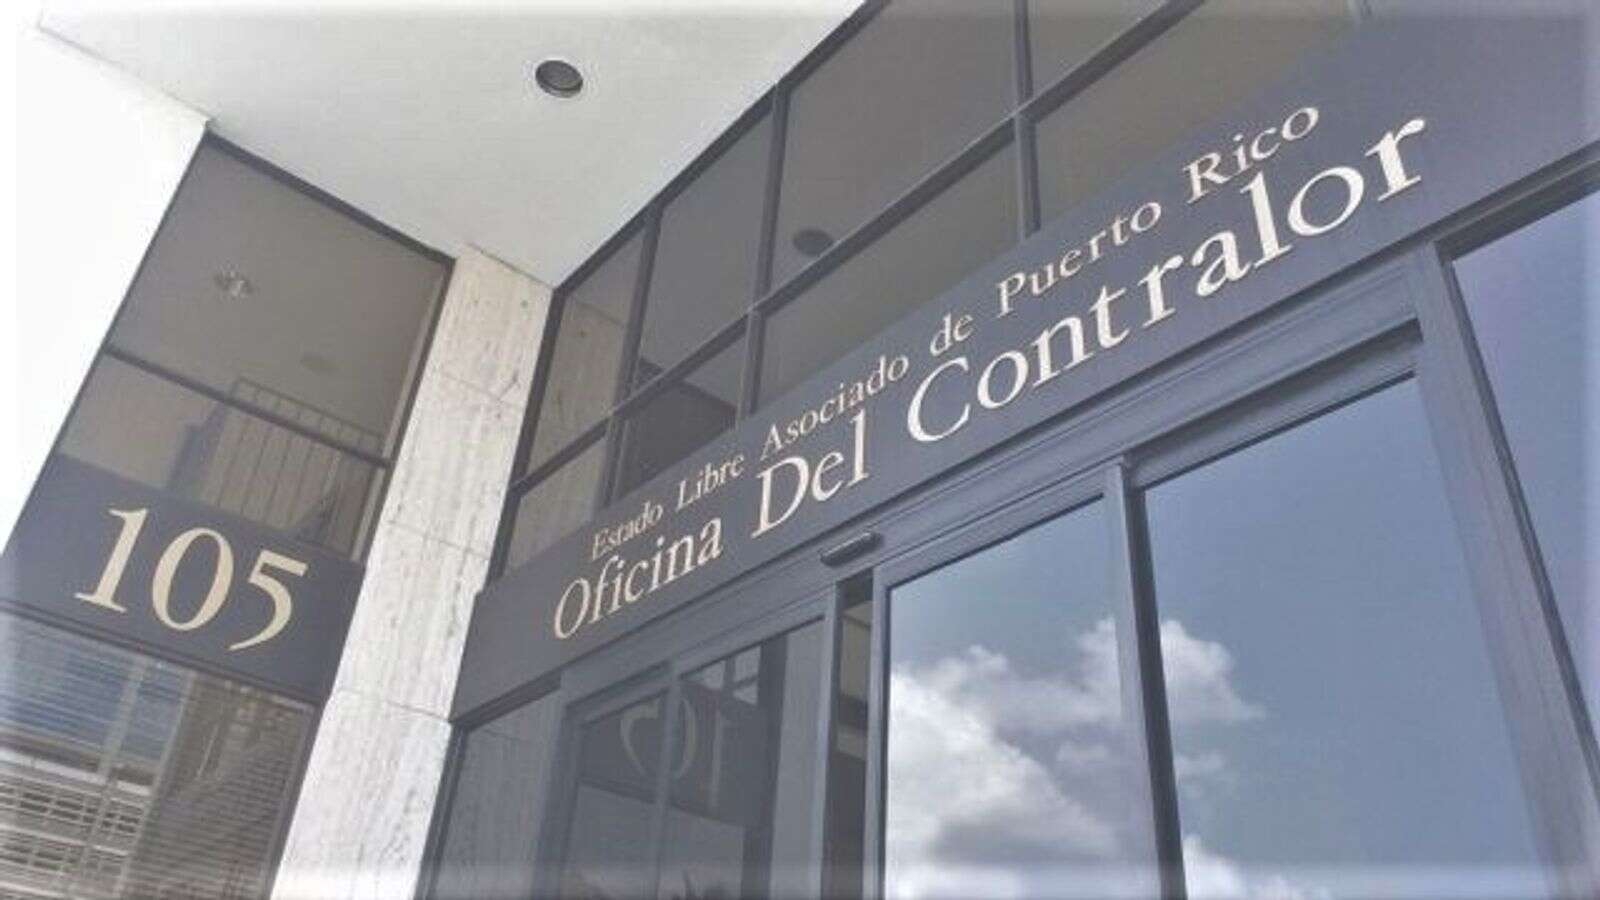 105
Estado Libre Asociado de Puerto Rico
Oficina Del Contralor